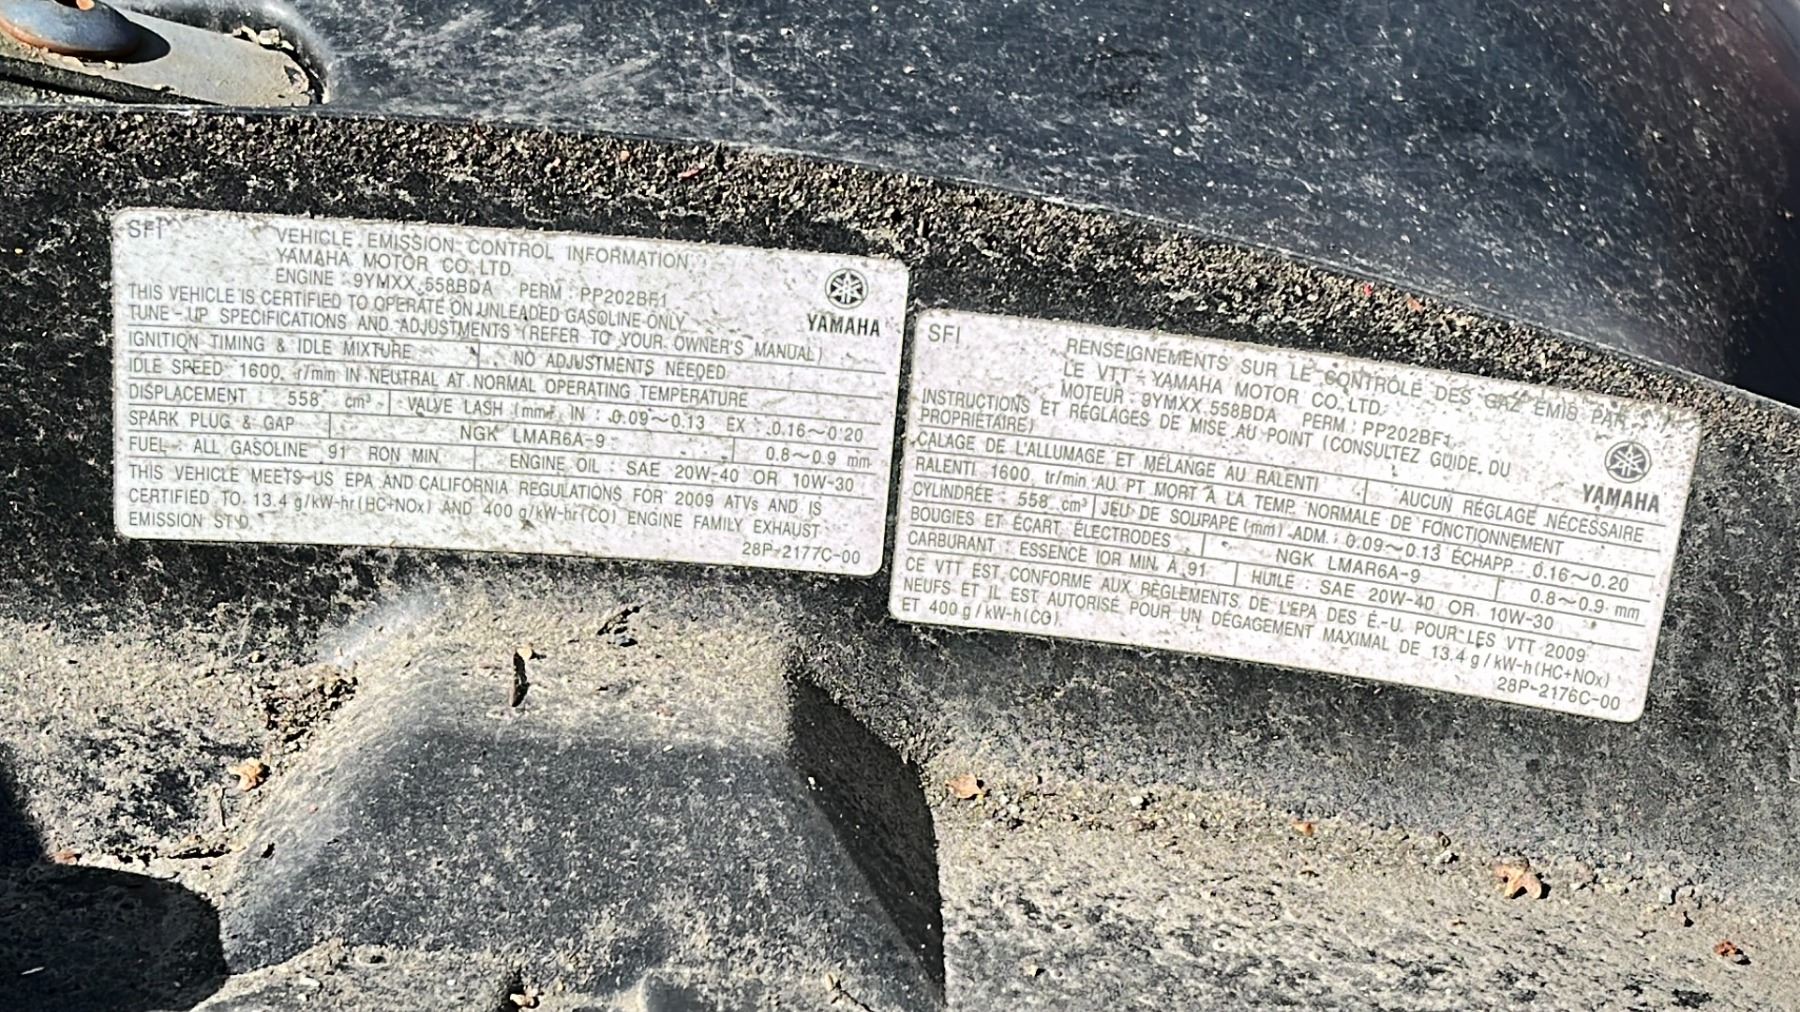 SFI
VEHICLE EMISSION CONTROL INFORMATION
YAMAHA MOTOR CO.,LTD.
ENGINE : 9YMXX.558BDA PERM : PP202BF1
YAMAHA
THIS VEHICLE IS CERTIFIED TO OPERATE ON UNLEADED GASOLINE ONLY
TUNE-UP SPECIFICATIONS AND ADJUSTMENTS (REFER TO YOUR OWNER'S MANUAL)
IGNITION TIMING & IDLE MIXTURE NO ADJUSTMENTS NEEDED
IDLE SPEED 1600 r/min IN NEUTRAL AT NORMAL OPERATING TEMPERATURE
DISPLACEMENT : 558 cm³ VALVE LASH (mm) IN : 0.09~0.13 EX : 0.16~0.20
SPARK PLUG & GAP NGK LMAR6A-9 0.8~0.9 mm
FUEL : ALL GASOLINE 91 RON MIN ENGINE OIL : SAE 20W-40 OR 10W-30
THIS VEHICLE MEETS US EPA AND CALIFORNIA REGULATIONS FOR 2009 ATVs AND IS
CERTIFIED TO 13.4 g/kW-hr(HC+NOx) AND 400 g/kW-hr(CO) ENGINE FAMILY EXHAUST
EMISSION STD.
28P-2177C-00
SFI
RENSEIGNEMENTS SUR LE CONTRÔLE DES GAZ ÉMIS PAR
LE VTT - YAMAHA MOTOR CO.,LTD.
MOTEUR : 9YMXX.558BDA PERM : PP202BF1
YAMAHA
INSTRUCTIONS ET RÉGLAGES DE MISE AU POINT (CONSULTEZ GUIDE DU
PROPRIÉTAIRE)
CALAGE DE L'ALLUMAGE ET MÉLANGE AU RALENTI AUCUN RÉGLAGE NÉCESSAIRE
RALENTI 1600 tr/min AU PT MORT À LA TEMP NORMALE DE FONCTIONNEMENT
CYLINDRÉE : 558 cm³ JEU DE SOUPAPE (mm) ADM. : 0.09~0.13 ÉCHAPP. : 0.16~0.20
BOUGIES ET ÉCART ÉLECTRODES NGK LMAR6A-9 0.8~0.9 mm
CARBURANT : ESSENCE IOR MIN. À 91 HUILE : SAE 20W-40 OR 10W-30
CE VTT EST CONFORME AUX RÈGLEMENTS DE L'EPA DES É.-U. POUR LES VTT 2009
NEUFS ET IL EST AUTORISÉ POUR UN DÉGAGEMENT MAXIMAL DE 13.4 g/kW-h(HC+NOx)
ET 400 g/kW-h(CO).
28P-2176C-00